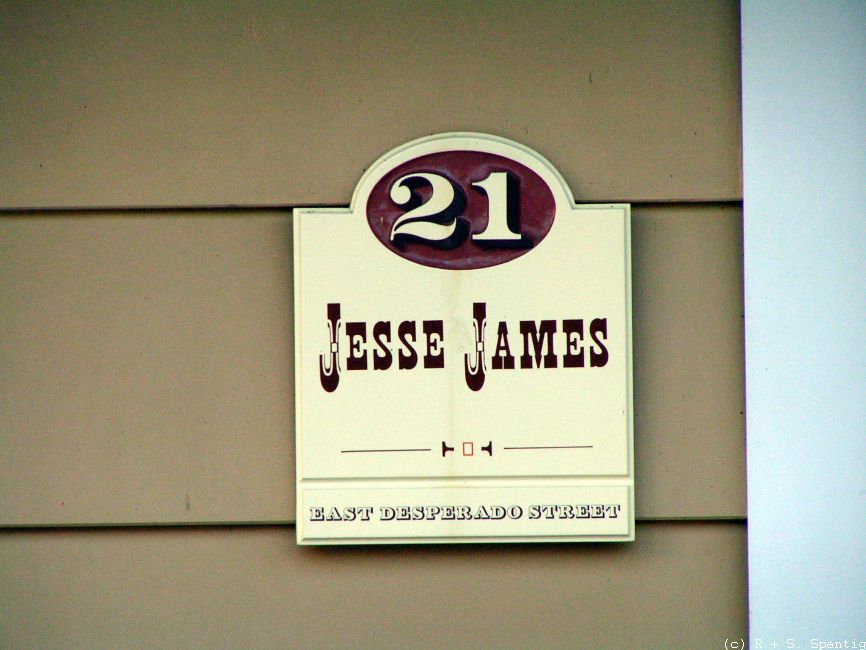 21
JESSE JAMES
EAST DESPERADO STREET
(c) R + S. Spantig